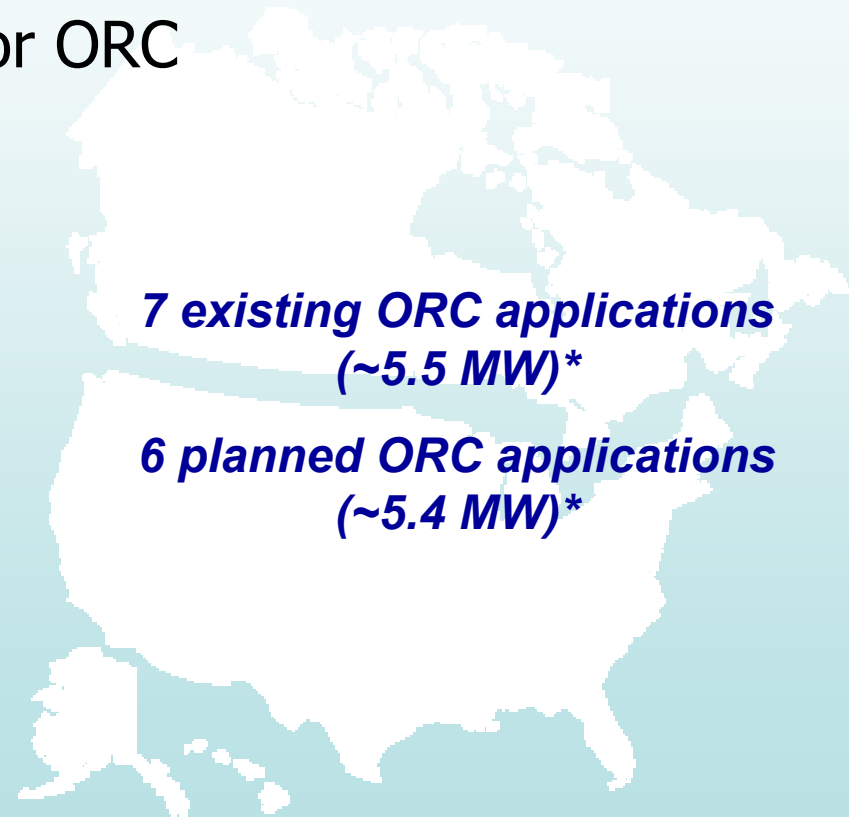 or ORC
7 existing ORC applications
(~5.5 MW)*
6 planned ORC applications
(~5.4 MW)*